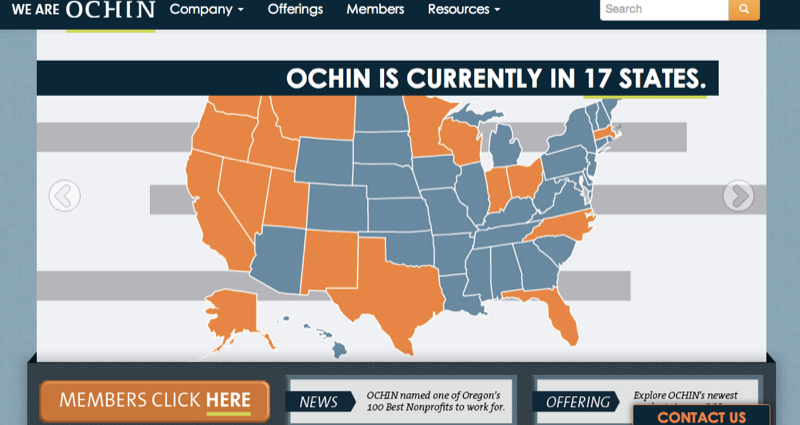 WE ARE OCHIN Company Offerings Members Resources Search
OCHIN IS CURRENTLY IN 17 STATES.
MEMBERS CLICK HERE
NEWS
OCHIN named one of Oregon's
100 Best Nonprofits to work for.
OFFERING
Explore OCHIN's newest
CONTACT US